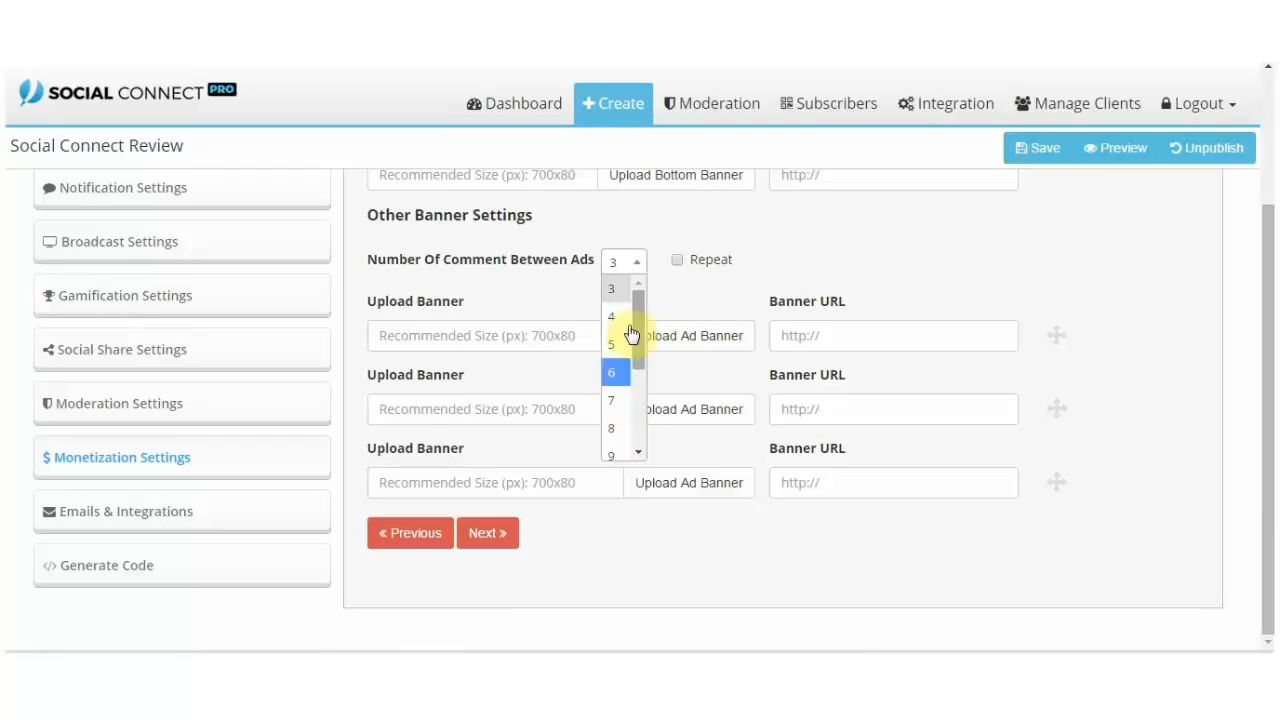 SOCIAL CONNECT PRO
Dashboard
Create
Moderation
Subscribers
Integration
Manage Clients
Logout
Social Connect Review
Save
Preview
Unpublish
Notification Settings
Broadcast Settings
Gamification Settings
Social Share Settings
Moderation Settings
$ Monetization Settings
Emails & Integrations
</> Generate Code
Recommended Size (px): 700x80
Upload Bottom Banner
http://
Other Banner Settings
Number Of Comment Between Ads
3
Repeat
3
4
5
6
7
8
9
Upload Banner
Banner URL
Recommended Size (px): 700x80
pload Ad Banner
http://
Upload Banner
Banner URL
Recommended Size (px): 700x80
pload Ad Banner
http://
Upload Banner
Banner URL
Recommended Size (px): 700x80
Upload Ad Banner
http://
« Previous
Next »